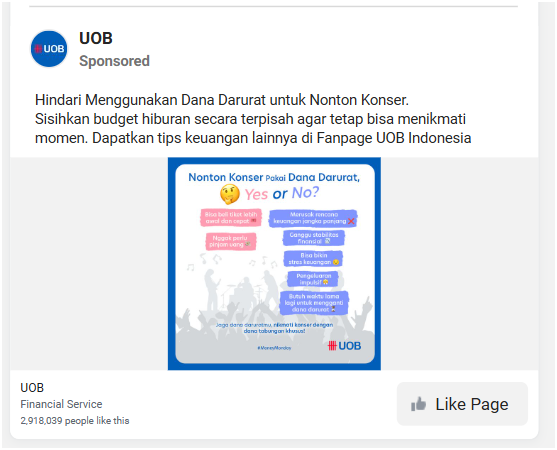 UOB
UOB
Sponsored
Hindari Menggunakan Dana Darurat untuk Nonton Konser.
Sisihkan budget hiburan secara terpisah agar tetap bisa menikmati
momen. Dapatkan tips keuangan lainnya di Fanpage UOB Indonesia
Nonton Konser Pakai Dana Darurat,
Yes or No?
Bisa beli tiket lebih
awal dan cepat
Nggak perlu
pinjam uang
Merusak rencana
keuangan jangka panjang
Ganggu stabilitas
finansial
Bisa bikin
stres keuangan
Pengeluaran
impulsif
Butuh waktu lama
lagi untuk mengganti
dana darurat
Jaga dana daruratmu, nikmati konser dengan
dana tabungan khusus!
#MoneyMonday
UOB
UOB
Financial Service
2,918,039 people like this
Like Page